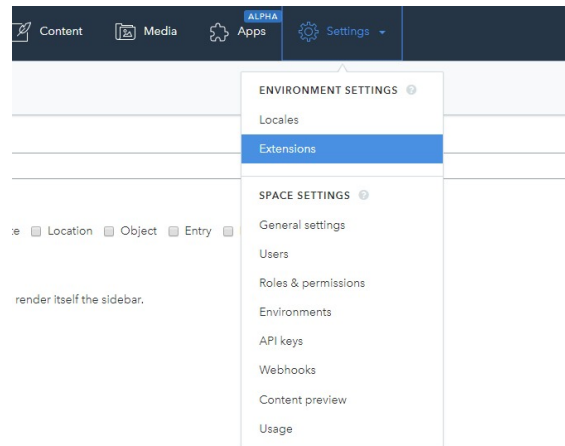 Content
Media
ALPHA
Apps
Settings
ENVIRONMENT SETTINGS
Locales
Extensions
SPACE SETTINGS
General settings
Users
Roles & permissions
Environments
API keys
Webhooks
Content preview
Usage
Location Object Entry
render itself the sidebar.